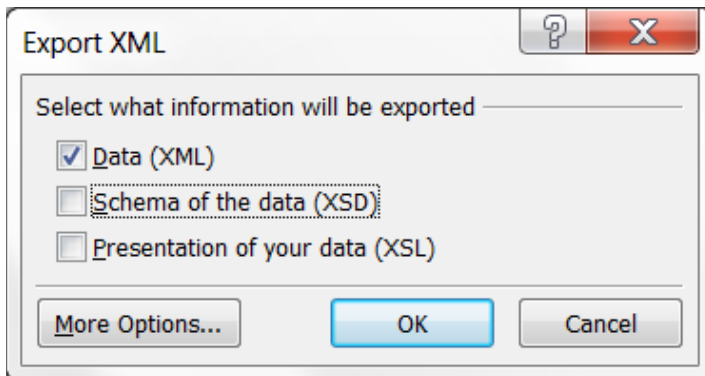 Export XML
Select what information will be exported
Data (XML)
Schema of the data (XSD)
Presentation of your data (XSL)
More Options... OK Cancel